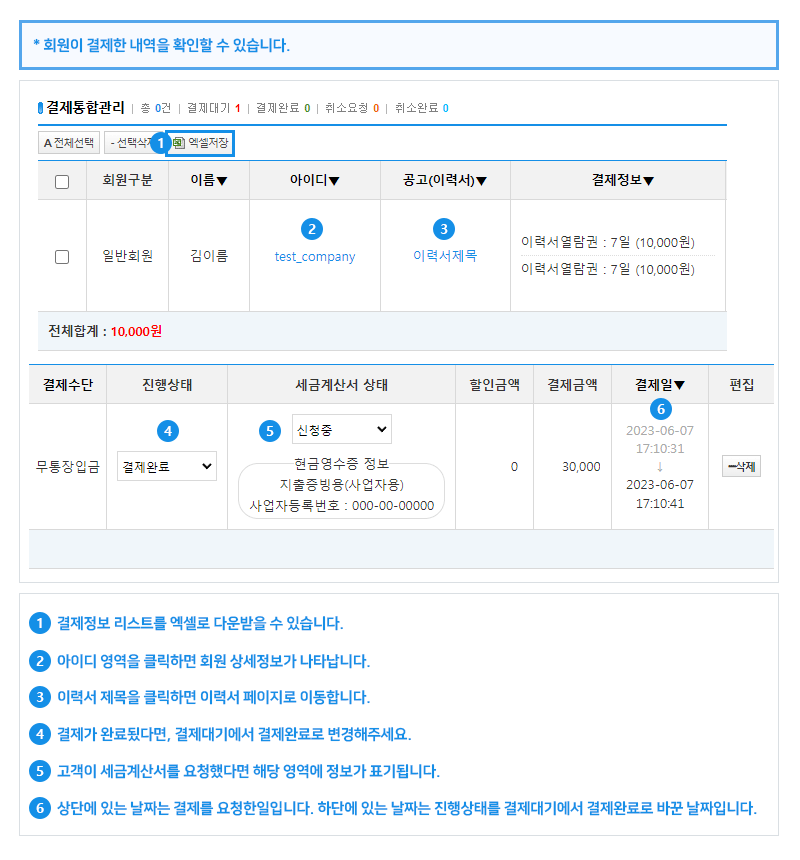 * 회원이 결제한 내역을 확인할 수 있습니다.
결제통합관리 | 총 0건 | 결제대기 1 | 결제완료 0 | 취소요청 0 | 취소완료 0
A 전체선택 - 선택삭 1 엑셀저장
회원구분 이름▼ 아이디▼ 공고(이력서)▼ 결제정보▼
2 3
이력서열람권 : 7일 (10,000원)
일반회원 김이름 test_company 이력서제목
이력서열람권 : 7일 (10,000원)
전체합계 : 10,000원
결제수단 진행상태 세금계산서 상태 할인금액 결제금액 결제일▼ 편집
6
4 5 신청중 2023-06-07
17:10:31
무통장입금 결제완료 현금영수증 정보 0 30,000 ↓ 삭제
지출증빙용(사업자용) 2023-06-07
사업자등록번호 : 000-00-00000 17:10:41
1 결제정보 리스트를 엑셀로 다운받을 수 있습니다.
2 아이디 영역을 클릭하면 회원 상세정보가 나타납니다.
3 이력서 제목을 클릭하면 이력서 페이지로 이동합니다.
4 결제가 완료됬다면, 결제대기에서 결제완료로 변경해주세요.
5 고객이 세금계산서를 요청했다면 해당 영역에 정보가 표기됩니다.
6 상단에 있는 날짜는 결제를 요청한일입니다. 하단에 있는 날짜는 진행상태를 결제대기에서 결제완료로 바꾼 날짜입니다.